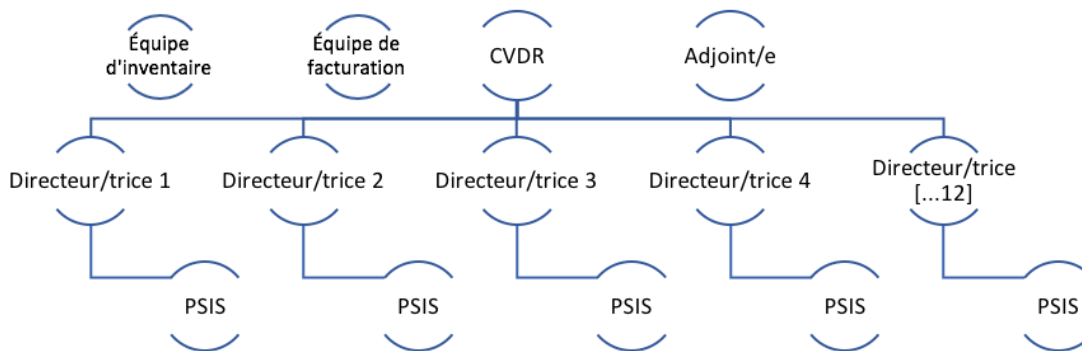 Équipe
d'inventaire
Équipe de
facturation
CVDR
Adjoint/e
Directeur/trice 1
Directeur/trice 2
Directeur/trice 3
Directeur/trice 4
Directeur/trice
[...12]
PSIS
PSIS
PSIS
PSIS
PSIS